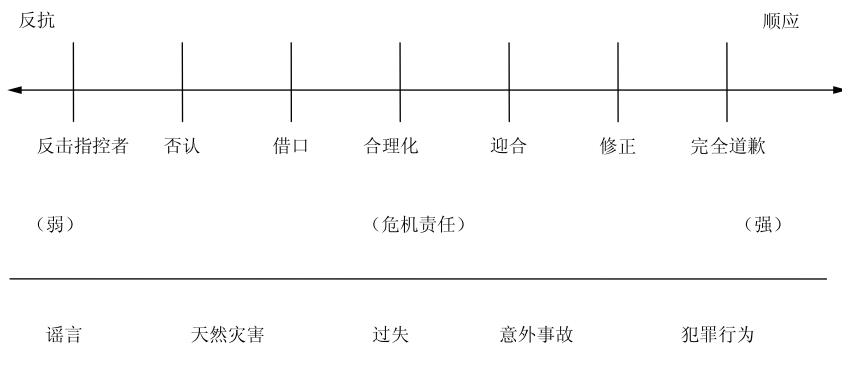 反抗 顺应
反击指控者 否认 借口 合理化 迎合 修正 完全道歉
（弱） （危机责任） （强）
谣言 天然灾害 过失 意外事故 犯罪行为